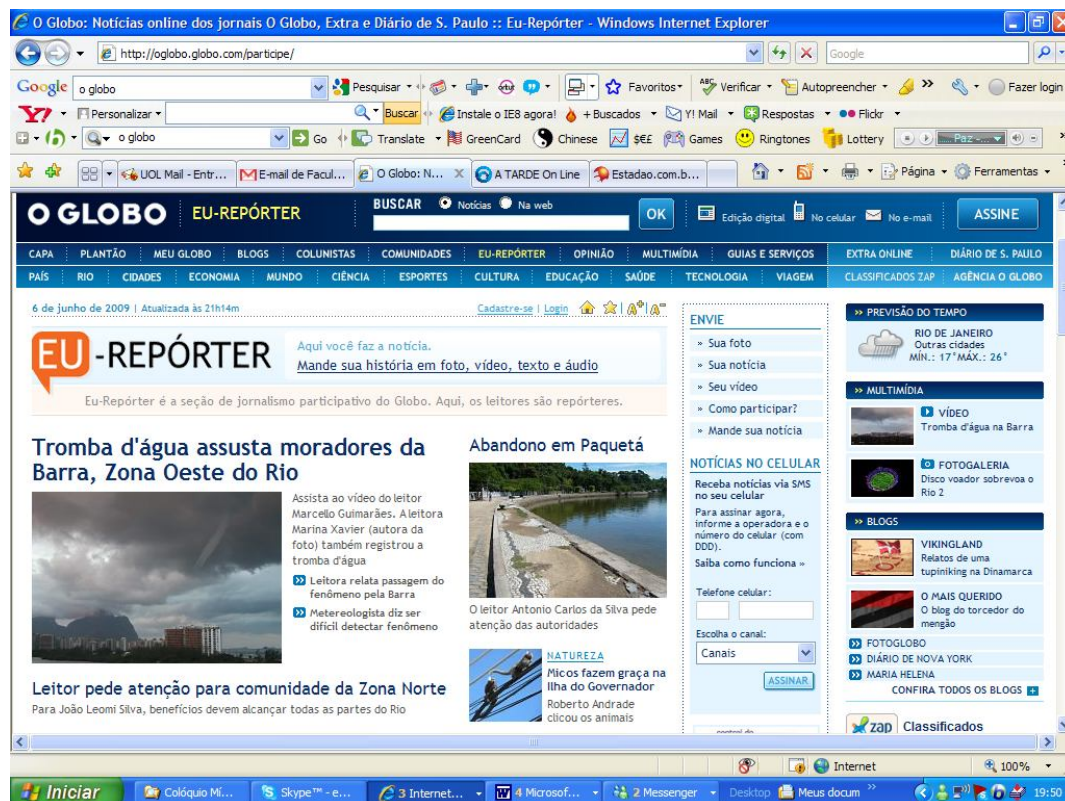 O Globo: Notícias online dos jornais O Globo, Extra e Diário de S. Paulo :: Eu-Repórter - Windows Internet Explorer
http://oglobo.globo.com/participe/
Google
Google o globo Pesquisar Favoritos Verificar Autopreencher Fazer login
Personalizar Buscar Instale o IE8 agora! + Buscados Y! Mail Respostas Flickr
o globo Go Translate GreenCard Chinese $€£ Games Ringtones Lottery Paz -...
UOL Mail - Entr... E-mail de Facul... O Globo: N... A TARDE On Line Estadao.com.b... Página Ferramentas
O GLOBO EU-REPÓRTER BUSCAR Notícias Na web OK Edição digital No celular No e-mail ASSINE
CAPA PLANTÃO MEU GLOBO BLOGS COLUNISTAS COMUNIDADES EU-REPÓRTER OPINIÃO MULTIMÍDIA GUIAS E SERVIÇOS EXTRA ONLINE DIÁRIO DE S. PAULO
PAÍS RIO CIDADES ECONOMIA MUNDO CIÊNCIA ESPORTES CULTURA EDUCAÇÃO SAÚDE TECNOLOGIA VIAGEM CLASSIFICADOS ZAP AGÊNCIA O GLOBO
6 de junho de 2009 | Atualizada às 21h14m Cadastre-se | Login A+ | A-
EU-REPÓRTER
Aqui você faz a notícia.
Mande sua história em foto, vídeo, texto e áudio
Eu-Repórter é a seção de jornalismo participativo do Globo. Aqui, os leitores são repórteres.
Tromba d'água assusta moradores da
Barra, Zona Oeste do Rio
Assista ao vídeo do leitor
Marcello Guimarães. A leitora
Marina Xavier (autora da
foto) também registrou a
tromba d'água
Leitora relata passagem do
fenômeno pela Barra
Metereologista diz ser
difícil detectar fenômeno
Leitor pede atenção para comunidade da Zona Norte
Para João Leomi Silva, benefícios devem alcançar todas as partes do Rio
Abandono em Paquetá
O leitor Antonio Carlos da Silva pede
atenção das autoridades
NATUREZA
Micos fazem graça na
Ilha do Governador
Roberto Andrade
clicou os animais
ENVIE
» Sua foto
» Sua notícia
» Seu vídeo
» Como participar?
» Mande sua notícia
NOTÍCIAS NO CELULAR
Receba notícias via SMS
no seu celular
Para assinar agora,
informe a operadora e o
número do celular (com
DDD).
Saiba como funciona »
Telefone celular:
Escolha o canal:
Canais
ASSINAR
»» PREVISÃO DO TEMPO
RIO DE JANEIRO
Outras cidades
MÍN.: 17° MÁX.: 26°
»» MULTIMÍDIA
VÍDEO
Tromba d'água na Barra
FOTOGALERIA
Disco voador sobrevoa o
Rio 2
»» BLOGS
VIKINGLAND
Relatos de uma
tupiniking na Dinamarca
O MAIS QUERIDO
O blog do torcedor do
mengão
FOTOGLOBO
DIÁRIO DE NOVA YORK
MARIA HELENA
CONFIRA TODOS OS BLOGS
zap Classificados
Internet 100%
Iniciar Colóquio Mí... Skype™ - e... 3 Internet... 4 Microsof... 2 Messenger Desktop Meus docum 19:50